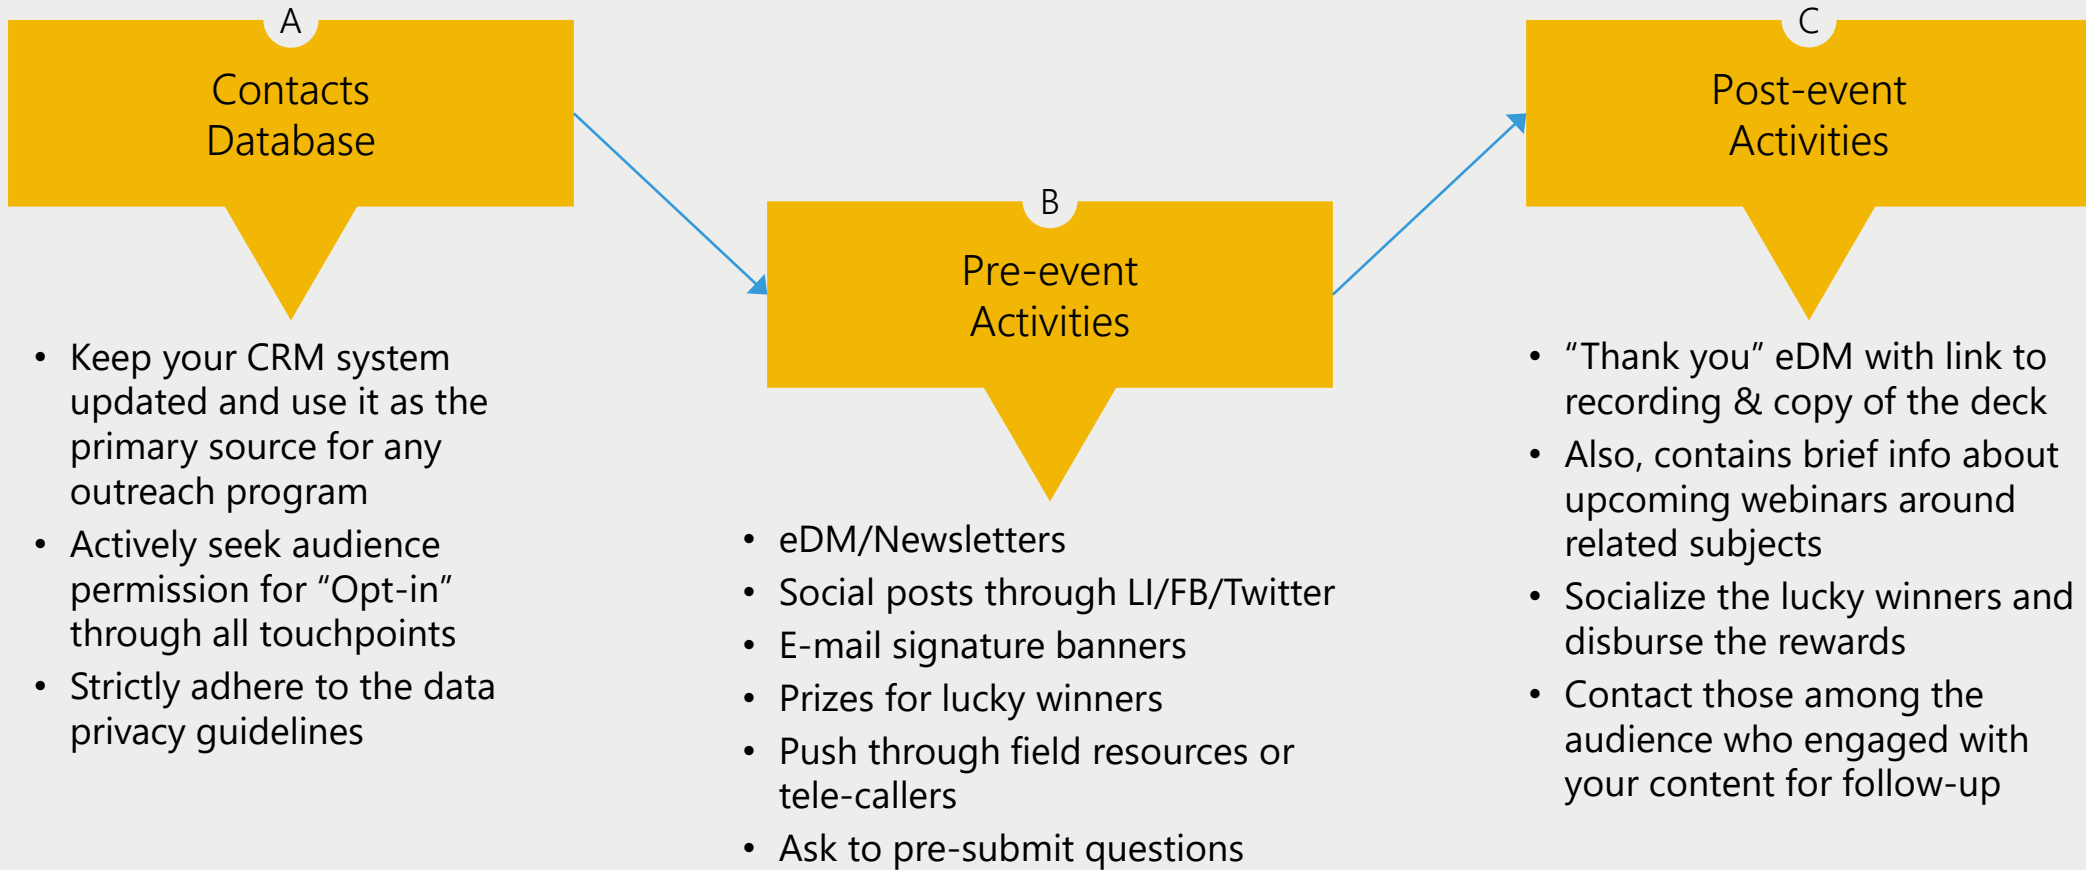 A
Contacts
Database
• Keep your CRM system
updated and use it as the
primary source for any
outreach program
• Actively seek audience
permission for “Opt-in”
through all touchpoints
• Strictly adhere to the data
privacy guidelines
B
Pre-event
Activities
• eDM/Newsletters
• Social posts through LI/FB/Twitter
• E-mail signature banners
• Prizes for lucky winners
• Push through field resources or
tele-callers
• Ask to pre-submit questions
C
Post-event
Activities
• “Thank you” eDM with link to
recording & copy of the deck
• Also, contains brief info about
upcoming webinars around
related subjects
• Socialize the lucky winners and
disburse the rewards
• Contact those among the
audience who engaged with
your content for follow-up